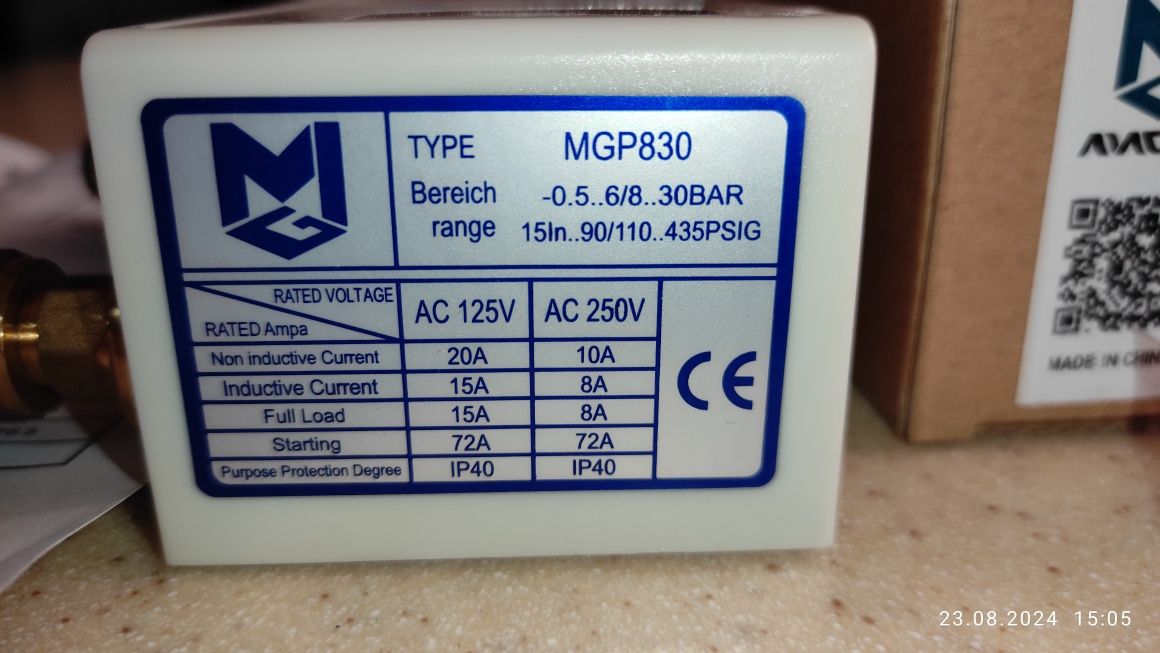 MG
TYPE MGP830
Bereich -0.5..6/8..30BAR
range 15In..90/110..435PSIG
RATED VOLTAGE AC 125V AC 250V
RATED Ampa
Non inductive Current 20A 10A
Inductive Current 15A 8A
Full Load 15A 8A
Starting 72A 72A
Purpose Protection Degree IP40 IP40
CE
MADE IN CHIN
23.08.2024 15:05